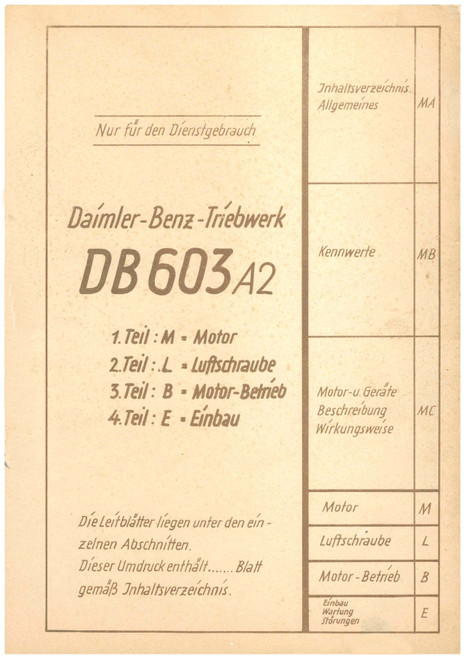 Nur für den Dienstgebrauch
Daimler-Benz-Triebwerk
DB 603 A2
1. Teil : M = Motor
2. Teil : L = Luftschraube
3. Teil : B = Motor-Betrieb
4. Teil : E = Einbau
Die Leitblätter liegen unter den ein-
zelnen Abschnitten.
Dieser Umdruck enthält....... Blatt
gemäß Inhaltsverzeichnis.
Inhaltsverzeichnis.
Allgemeines
MA
Kennwerte
MB
Motor-u. Geräte
Beschreibung
Wirkungsweise
MC
Motor
M
Luftschraube
L
Motor-Betrieb
B
Einbau
Wartung
Störungen
E